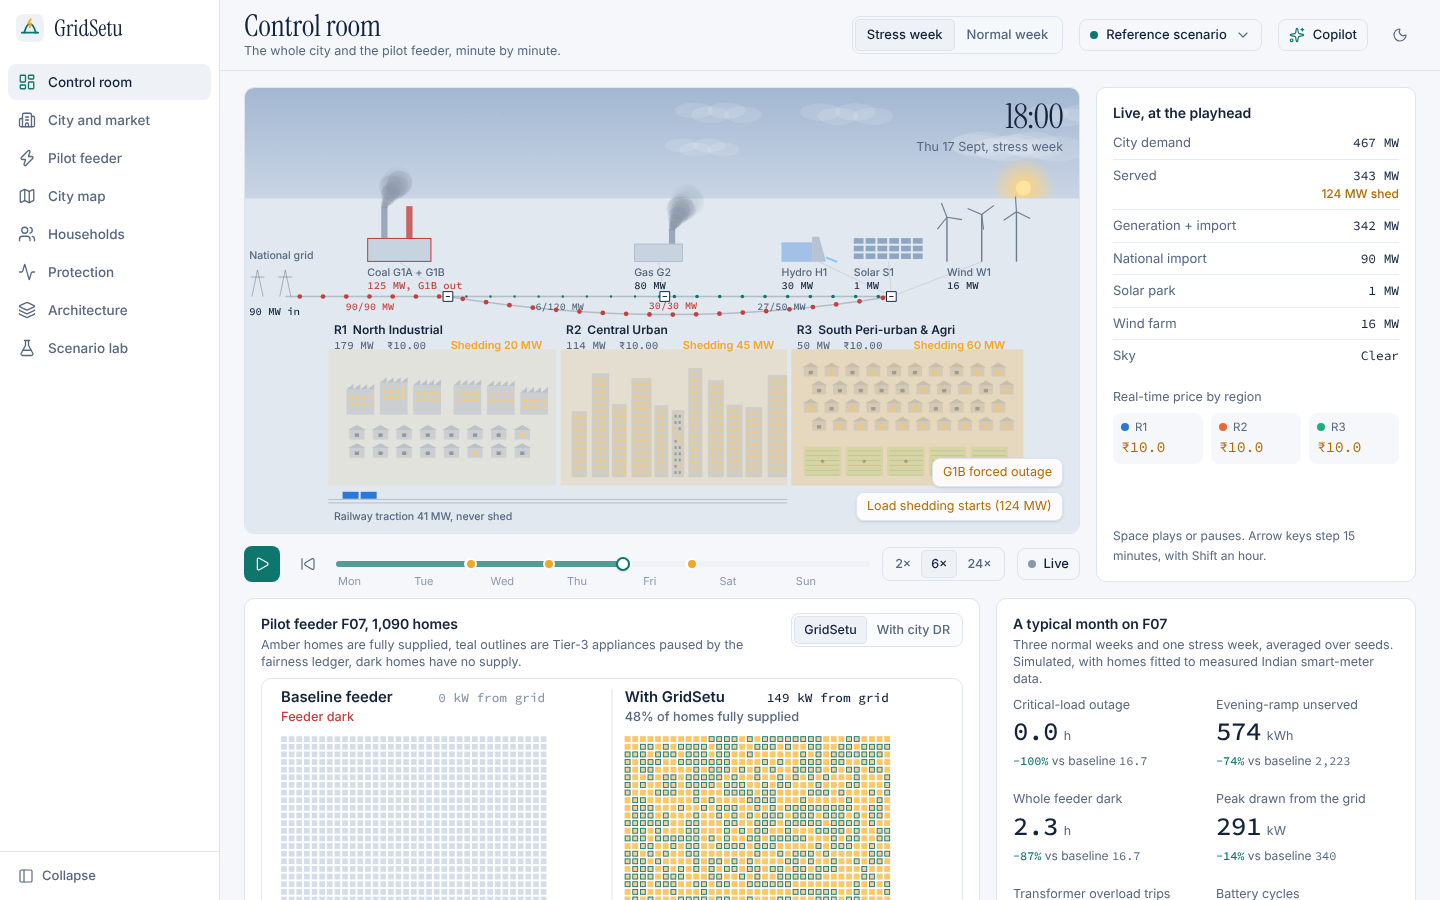 GridSetu
Control room
City and market
Pilot feeder
City map
Households
Protection
Architecture
Scenario lab
Collapse
Control room
The whole city and the pilot feeder, minute by minute.
Stress week
Normal week
Reference scenario
Copilot
18:00
Thu 17 Sept, stress week
National grid
90 MW in
Coal G1A + G1B
125 MW, G1B out
Gas G2
80 MW
Hydro H1
30 MW
Solar S1
1 MW
Wind W1
16 MW
90/90 MW
6/120 MW
30/30 MW
27/50 MW
R1 North Industrial
179 MW ₹10.00 Shedding 20 MW
R2 Central Urban
114 MW ₹10.00 Shedding 45 MW
R3 South Peri-urban & Agri
50 MW ₹10.00 Shedding 60 MW
G1B forced outage
Load shedding starts (124 MW)
Railway traction 41 MW, never shed
2×
6×
24×
Live
Mon Tue Wed Thu Fri Sat Sun
Live, at the playhead
City demand 467 MW
Served 343 MW
124 MW shed
Generation + import 342 MW
National import 90 MW
Solar park 1 MW
Wind farm 16 MW
Sky Clear
Real-time price by region
R1
₹10.0
R2
₹10.0
R3
₹10.0
Space plays or pauses. Arrow keys step 15
minutes, with Shift an hour.
Pilot feeder F07, 1,090 homes
Amber homes are fully supplied, teal outlines are Tier-3 appliances paused by the
fairness ledger, dark homes have no supply.
GridSetu
With city DR
Baseline feeder 0 kW from grid
Feeder dark
With GridSetu 149 kW from grid
48% of homes fully supplied
A typical month on F07
Three normal weeks and one stress week, averaged over seeds.
Simulated, with homes fitted to measured Indian smart-meter
data.
Critical-load outage
0.0 h
−100% vs baseline 16.7
Evening-ramp unserved
574 kWh
−74% vs baseline 2,223
Whole feeder dark
2.3 h
−87% vs baseline 16.7
Peak drawn from the grid
291 kW
−14% vs baseline 340
Transformer overload trips
Battery cycles